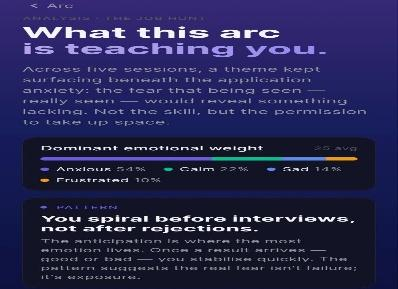 < Arc
ANALYSIS · THE JOB HUNT
What this arc
is teaching you.
Across five sessions, a theme kept
surfacing beneath the application
anxiety: the fear that being seen —
really seen — would reveal something
lacking. Not the skill, but the permission
to take up space.
Dominant emotional weight 25 avg
Anxious 54% Calm 22% Sad 14%
Frustrated 10%
PATTERN
You spiral before interviews,
not after rejections.
The anticipation is where the most
emotion lives. Once a result arrives —
good or bad — you stabilize quickly. The
pattern suggests the real fear isn't failure;
it's exposure.